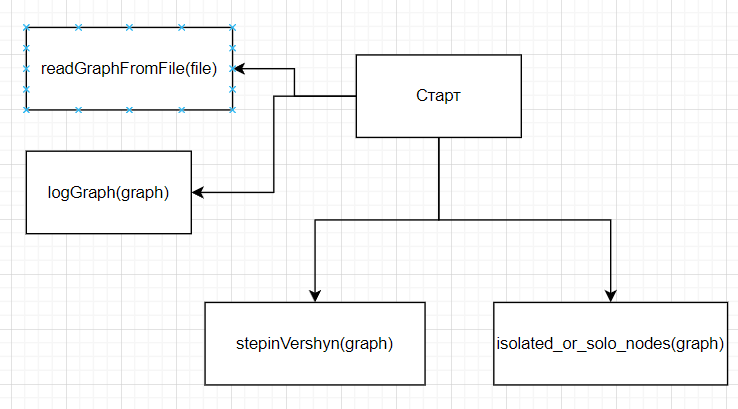 readGraphFromFile(file)
Старт
logGraph(graph)
stepinVershyn(graph)
isolated_or_solo_nodes(graph)